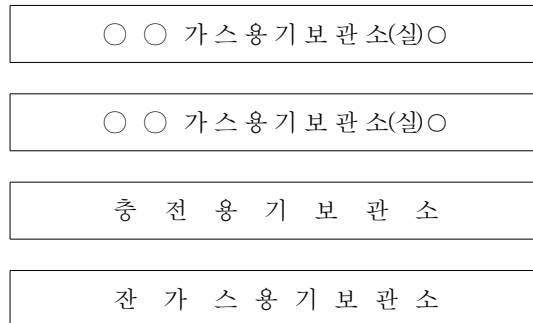 ○ ○ 가 스 용 기 보 관 소(실)○
○ ○ 가 스 용 기 보 관 소(실)○
충 전 용 기 보 관 소
잔 가 스 용 기 보 관 소